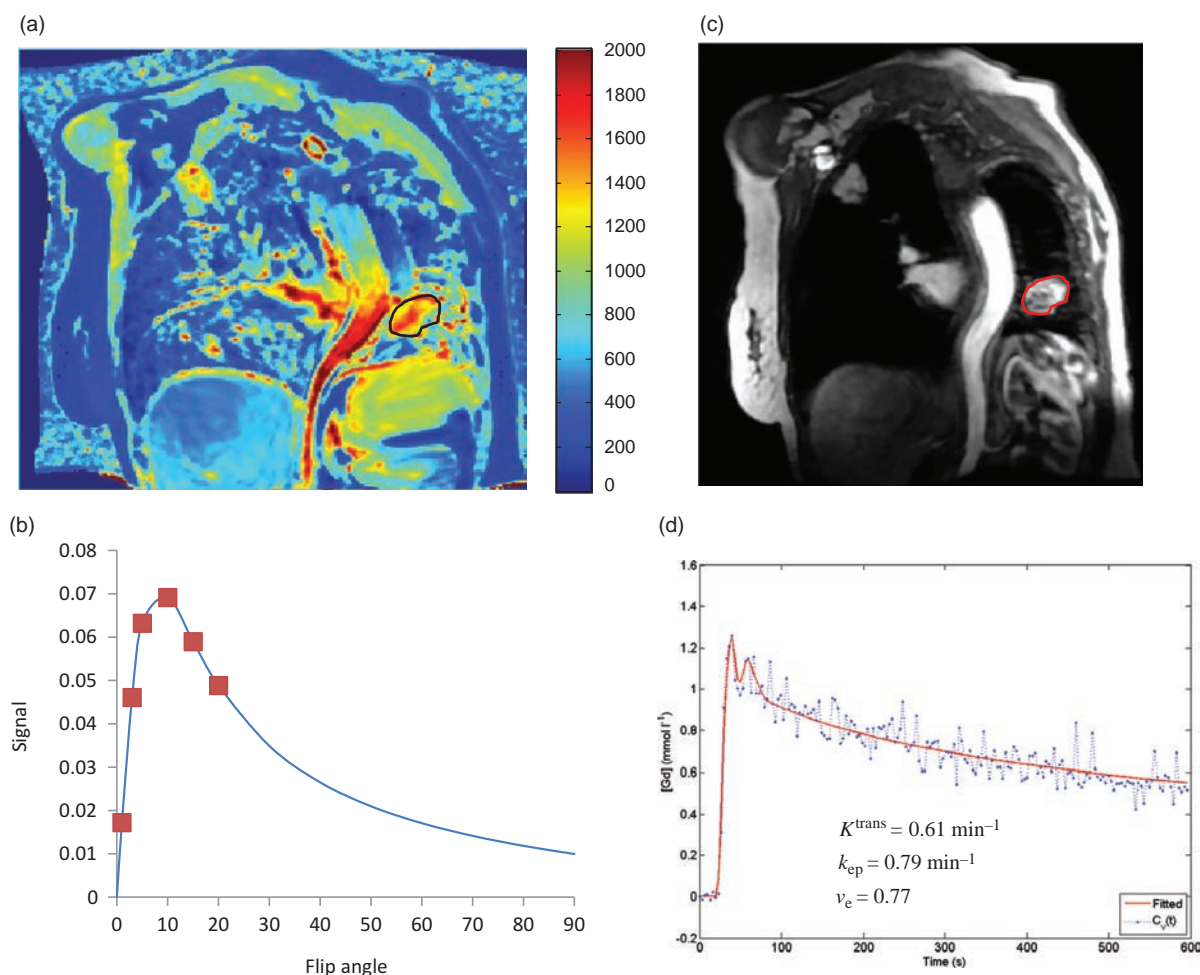 (a)
2000
1800
1600
1400
1200
1000
800
600
400
200
0
(c)
(b)
0.08
0.07
0.06
0.05
0.04
0.03
0.02
0.01
0
Signal
0 10 20 30 40 50 60 70 80 90
Flip angle
(d)
1.6
1.4
1.2
1
0.8
0.6
0.4
0.2
0
-0.2
[Gd] (mmol l⁻¹)
K^trans = 0.61 min⁻¹
k_ep = 0.79 min⁻¹
v_e = 0.77
Fitted
C_v(t)
0 100 200 300 400 500 600
Time (s)